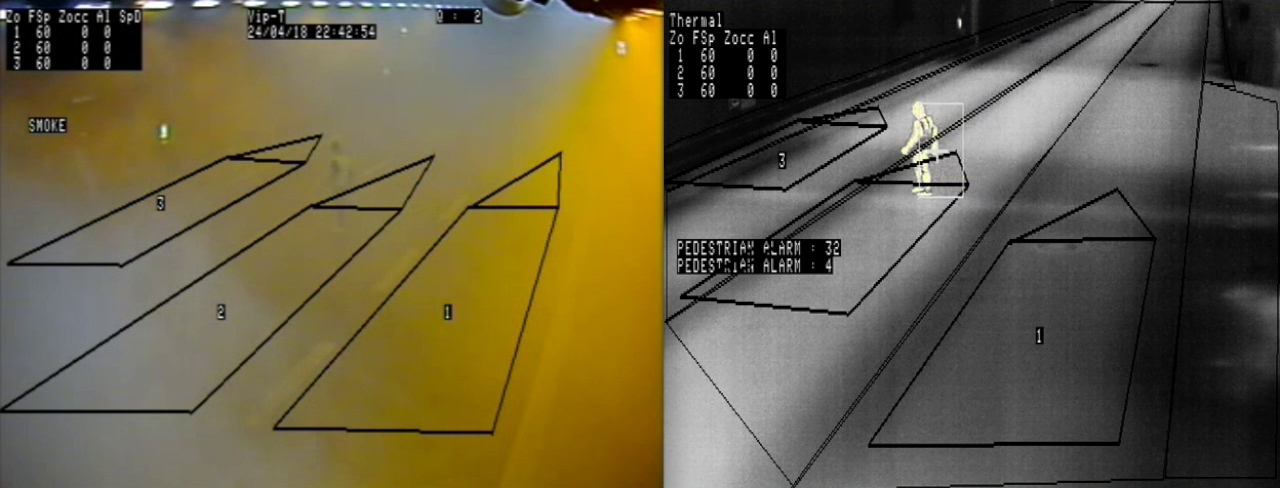 Zo FSp Zocc Al SpD
1 60 0 0
2 60 0 0
3 60 0 0
Vip-T
24/04/18 22:42:54
Q : 2
SMOKE
3
2
1
Thermal
Zo FSp Zocc Al
1 60 0 0
2 60 0 0
3 60 0 0
3
PEDESTRIAN ALARM : 32
PEDESTRIAN ALARM : 4
1